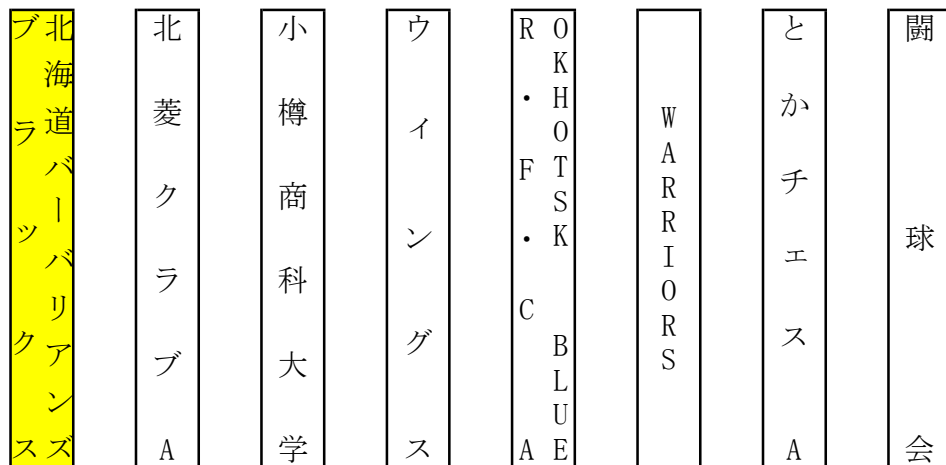 北海道バーバリアンズ
ブラックス
北菱クラブA
小樽商科大学
ウィングス
OKHOTSK BLUE
R・F・C A
WARRIORS
とかチェスA
闘球会